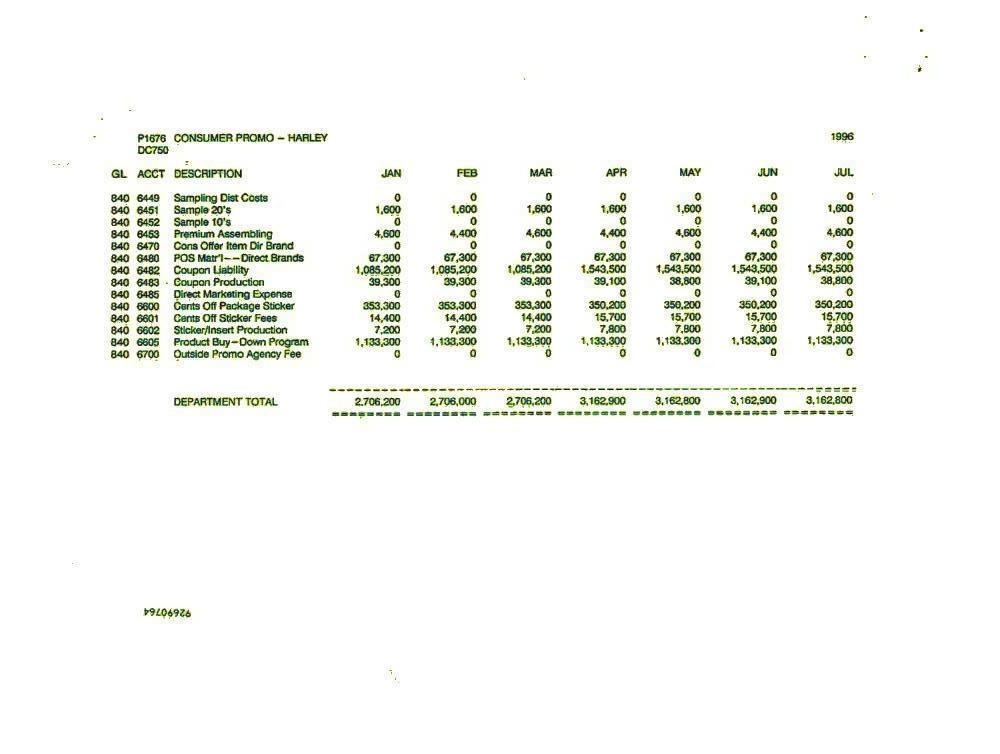 P1676 CONSUMER PROMO – HARLEY 1996
DC750
GL ACCT DESCRIPTION JAN FEB MAR APR MAY JUN JUL
840 6449 Sampling Dist Costs 0 0 0 0 0 0 0
840 6451 Sample 20's 1,600 1,600 1,600 1,600 1,600 1,600 1,600
840 6452 Sample 10's 0 0 0 0 0 0 0
840 6453 Premium Assembling 4,600 4,400 4,600 4,400 4,600 4,400 4,600
840 6470 Cons Offer Item Dir Brand 0 0 0 0 0 0 0
840 6480 POS Matr'l––Direct Brands 67,300 67,300 67,300 67,300 67,300 67,300 67,300
840 6482 Coupon Liability 1,085,200 1,085,200 1,085,200 1,543,500 1,543,500 1,543,500 1,543,500
840 6483 Coupon Production 39,300 39,300 39,300 39,100 38,800 39,100 38,800
840 6485 Direct Marketing Expense 0 0 0 0 0 0 0
840 6600 Cents Off Package Sticker 353,300 353,300 353,300 350,200 350,200 350,200 350,200
840 6601 Cents Off Sticker Fees 14,400 14,400 14,400 15,700 15,700 15,700 15,700
840 6602 Sticker/Insert Production 7,200 7,200 7,200 7,800 7,800 7,800 7,800
840 6605 Product Buy–Down Program 1,133,300 1,133,300 1,133,300 1,133,300 1,133,300 1,133,300 1,133,300
840 6700 Outside Promo Agency Fee 0 0 0 0 0 0 0
DEPARTMENT TOTAL 2,706,200 2,706,000 2,706,200 3,162,900 3,162,800 3,162,900 3,162,800
92690764